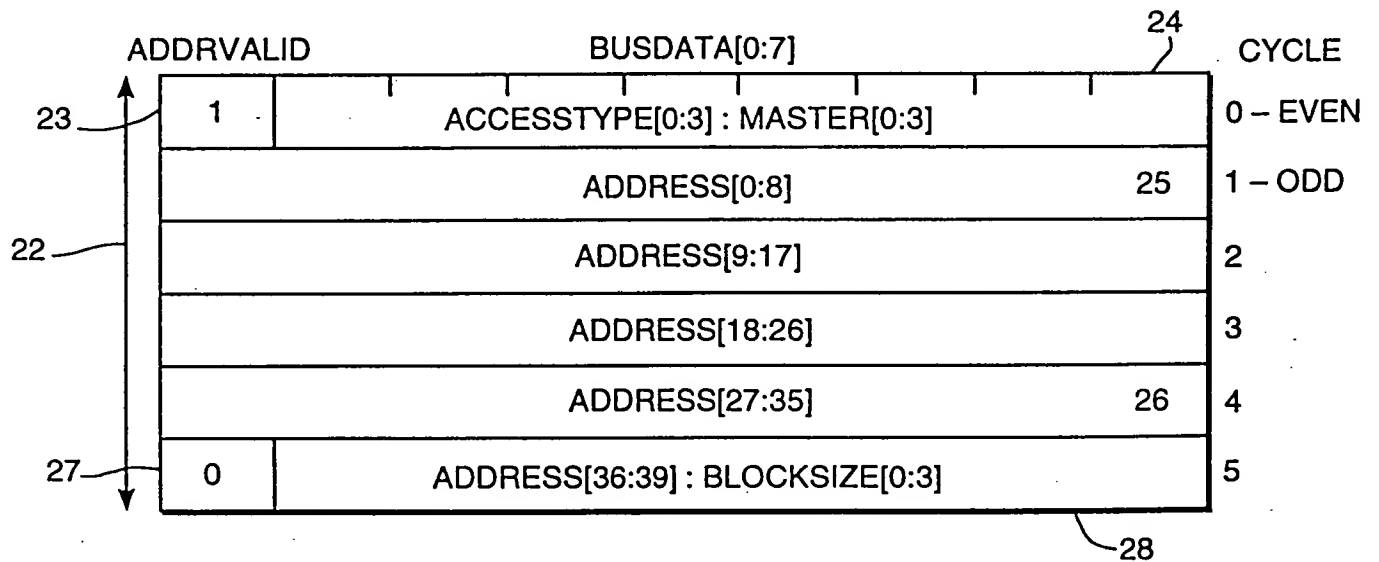 24
ADDRVALID BUSDATA[0:7] CYCLE
23 1 ACCESSTYPE[0:3] : MASTER[0:3] 0 – EVEN
ADDRESS[0:8] 25 1 – ODD
22 ADDRESS[9:17] 2
ADDRESS[18:26] 3
ADDRESS[27:35] 26 4
27 0 ADDRESS[36:39] : BLOCKSIZE[0:3] 5
28